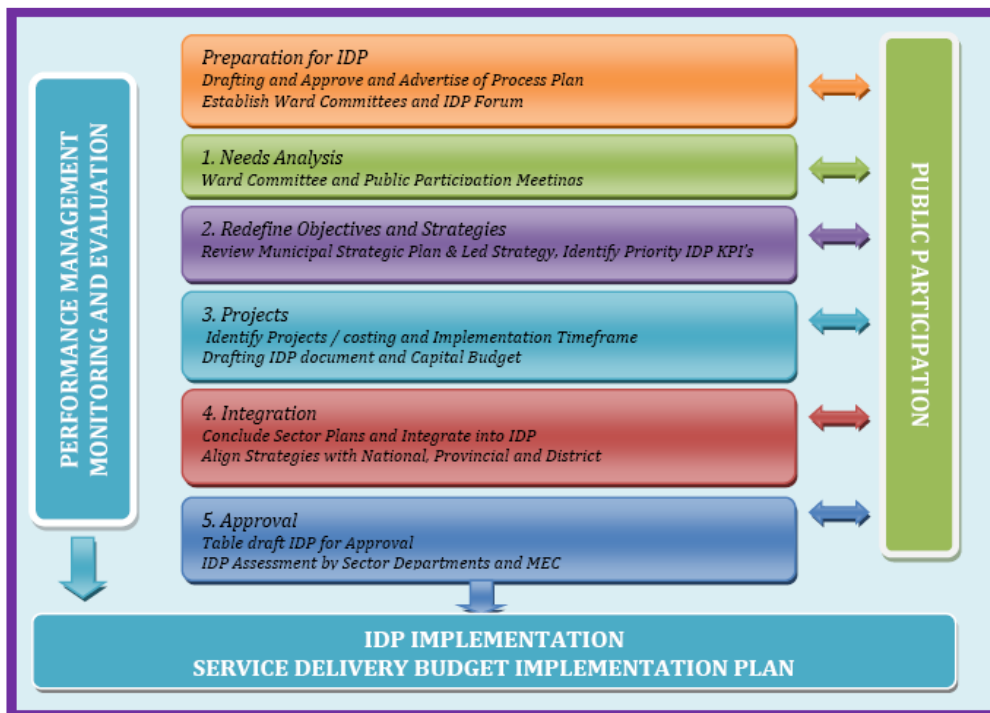 PERFORMANCE MANAGEMENT
MONITORING AND EVALUATION
Preparation for IDP
Drafting and Approve and Advertise of Process Plan
Establish Ward Committees and IDP Forum
1. Needs Analysis
Ward Committee and Public Participation Meetings
2. Redefine Objectives and Strategies
Review Municipal Strategic Plan & Led Strategy, Identify Priority IDP KPI's
3. Projects
Identify Projects / costing and Implementation Timeframe
Drafting IDP document and Capital Budget
4. Integration
Conclude Sector Plans and Integrate into IDP
Align Strategies with National, Provincial and District
5. Approval
Table draft IDP for Approval
IDP Assessment by Sector Departments and MEC
PUBLIC PARTICIPATION
IDP IMPLEMENTATION
SERVICE DELIVERY BUDGET IMPLEMENTATION PLAN